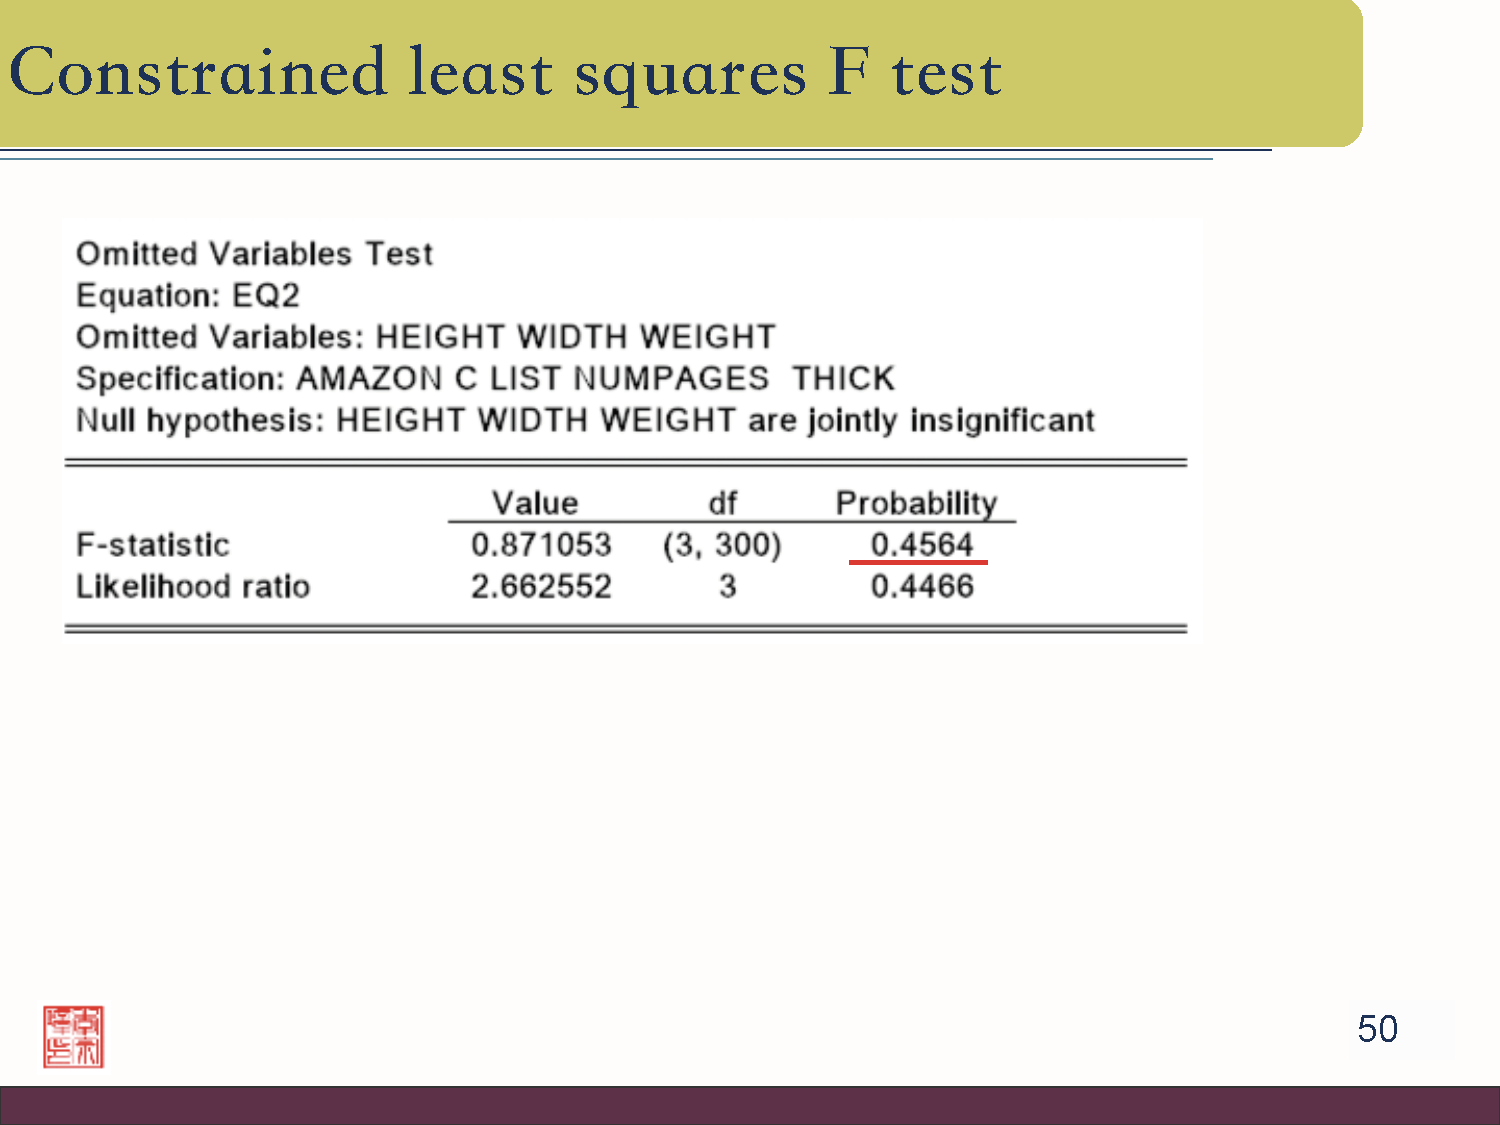 Constrained least squares F test
Omitted Variables Test
Equation: EQ2
Omitted Variables: HEIGHT WIDTH WEIGHT
Specification: AMAZON C LIST NUMPAGES THICK
Null hypothesis: HEIGHT WIDTH WEIGHT are jointly insignificant
Value df Probability
F-statistic 0.871053 (3, 300) 0.4564
Likelihood ratio 2.662552 3 0.4466
50